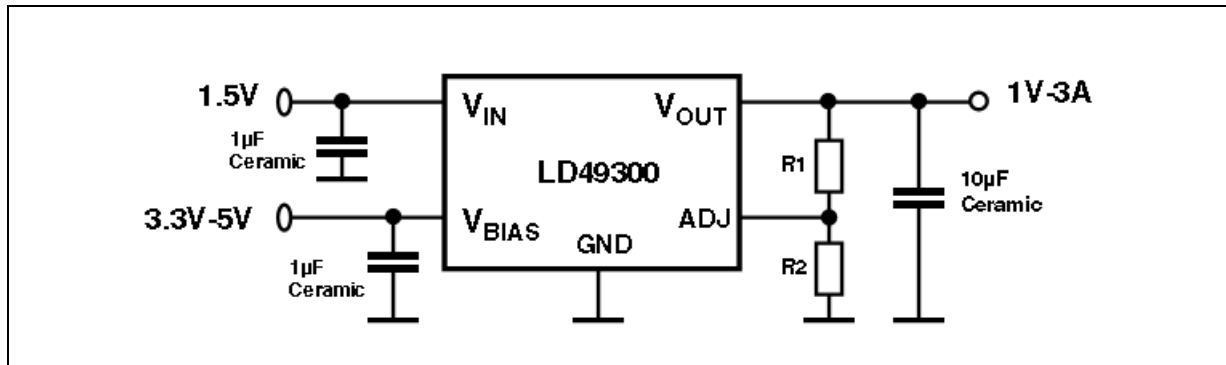 1.5V
1µF
Ceramic
3.3V-5V
1µF
Ceramic
VIN
VOUT
LD49300
VBIAS
ADJ
GND
R1
R2
1V-3A
10µF
Ceramic